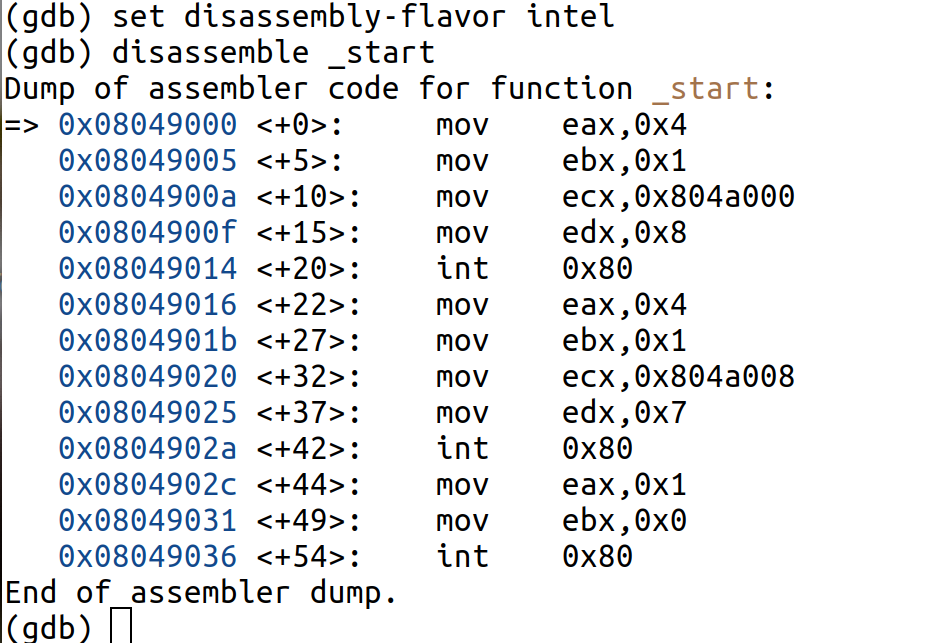 (gdb) set disassembly-flavor intel
(gdb) disassemble _start
Dump of assembler code for function _start:
=> 0x08049000 <+0>:     mov    eax,0x4
   0x08049005 <+5>:     mov    ebx,0x1
   0x0804900a <+10>:    mov    ecx,0x804a000
   0x0804900f <+15>:    mov    edx,0x8
   0x08049014 <+20>:    int    0x80
   0x08049016 <+22>:    mov    eax,0x4
   0x0804901b <+27>:    mov    ebx,0x1
   0x08049020 <+32>:    mov    ecx,0x804a008
   0x08049025 <+37>:    mov    edx,0x7
   0x0804902a <+42>:    int    0x80
   0x0804902c <+44>:    mov    eax,0x1
   0x08049031 <+49>:    mov    ebx,0x0
   0x08049036 <+54>:    int    0x80
End of assembler dump.
(gdb)